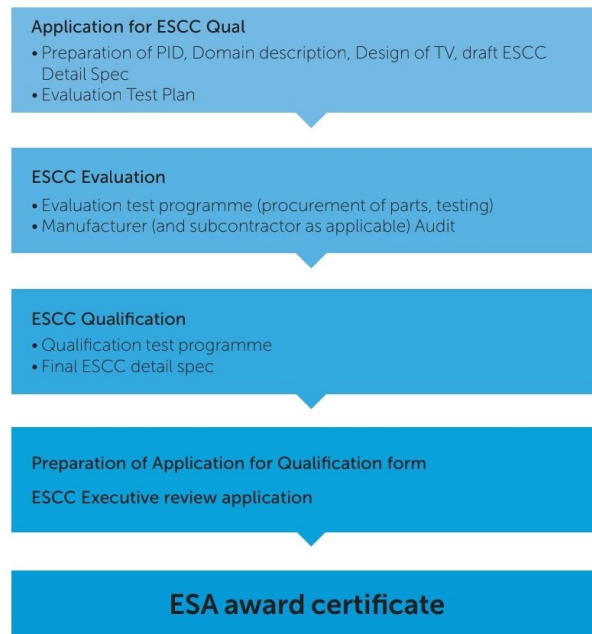 Application for ESCC Qual
• Preparation of PID, Domain description, Design of TV, draft ESCC
Detail Spec
• Evaluation Test Plan
ESCC Evaluation
• Evaluation test programme (procurement of parts, testing)
• Manufacturer (and subcontractor as applicable) Audit
ESCC Qualification
• Qualification test programme
• Final ESCC detail spec
Preparation of Application for Qualification form
ESCC Executive review application
ESA award certificate